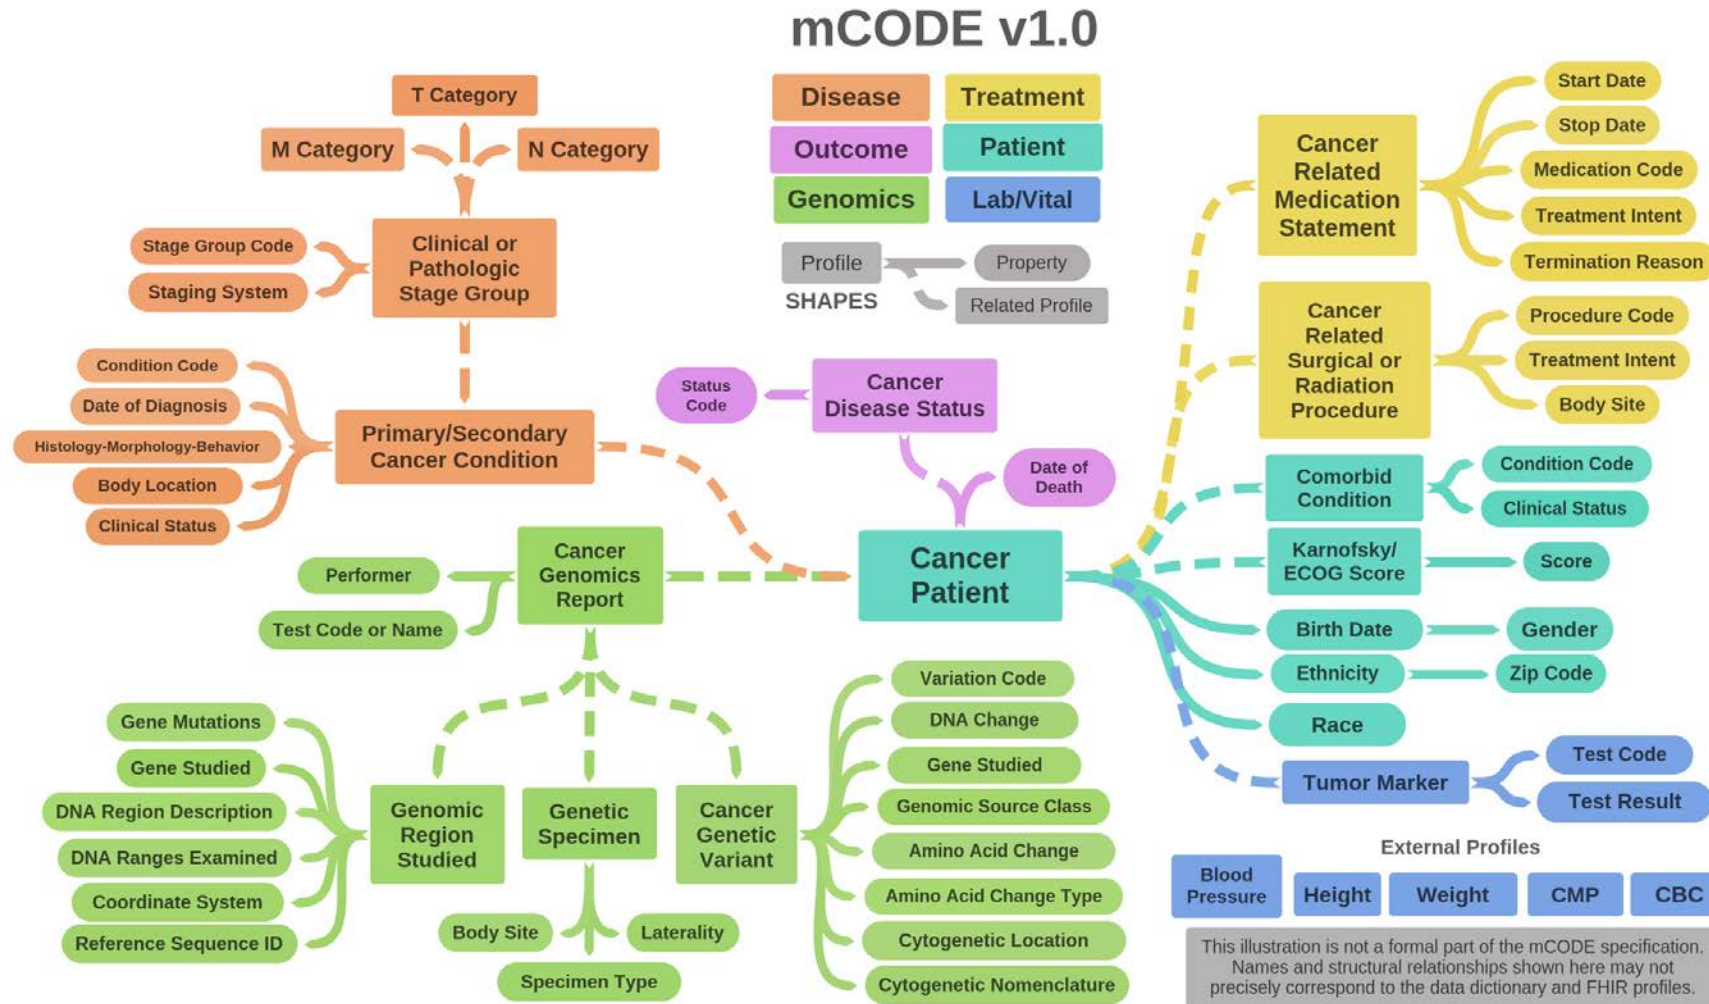 mCODE v1.0
Disease
Treatment
Outcome
Patient
Genomics
Lab/Vital
Profile
Property
SHAPES
Related Profile
T Category
M Category
N Category
Clinical or
Pathologic
Stage Group
Stage Group Code
Staging System
Condition Code
Date of Diagnosis
Histology-Morphology-Behavior
Body Location
Clinical Status
Primary/Secondary
Cancer Condition
Status
Code
Cancer
Disease Status
Date of
Death
Cancer
Patient
Cancer
Genomics
Report
Performer
Test Code or Name
Gene Mutations
Gene Studied
DNA Region Description
DNA Ranges Examined
Coordinate System
Reference Sequence ID
Genomic
Region
Studied
Genetic
Specimen
Body Site
Laterality
Specimen Type
Cancer
Genetic
Variant
Variation Code
DNA Change
Gene Studied
Genomic Source Class
Amino Acid Change
Amino Acid Change Type
Cytogenetic Location
Cytogenetic Nomenclature
Cancer
Related
Medication
Statement
Start Date
Stop Date
Medication Code
Treatment Intent
Termination Reason
Cancer
Related
Surgical or
Radiation
Procedure
Procedure Code
Treatment Intent
Body Site
Comorbid
Condition
Condition Code
Clinical Status
Karnofsky/
ECOG Score
Score
Birth Date
Gender
Ethnicity
Zip Code
Race
Tumor Marker
Test Code
Test Result
External Profiles
Blood
Pressure
Height
Weight
CMP
CBC
This illustration is not a formal part of the mCODE specification.
Names and structural relationships shown here may not
precisely correspond to the data dictionary and FHIR profiles.